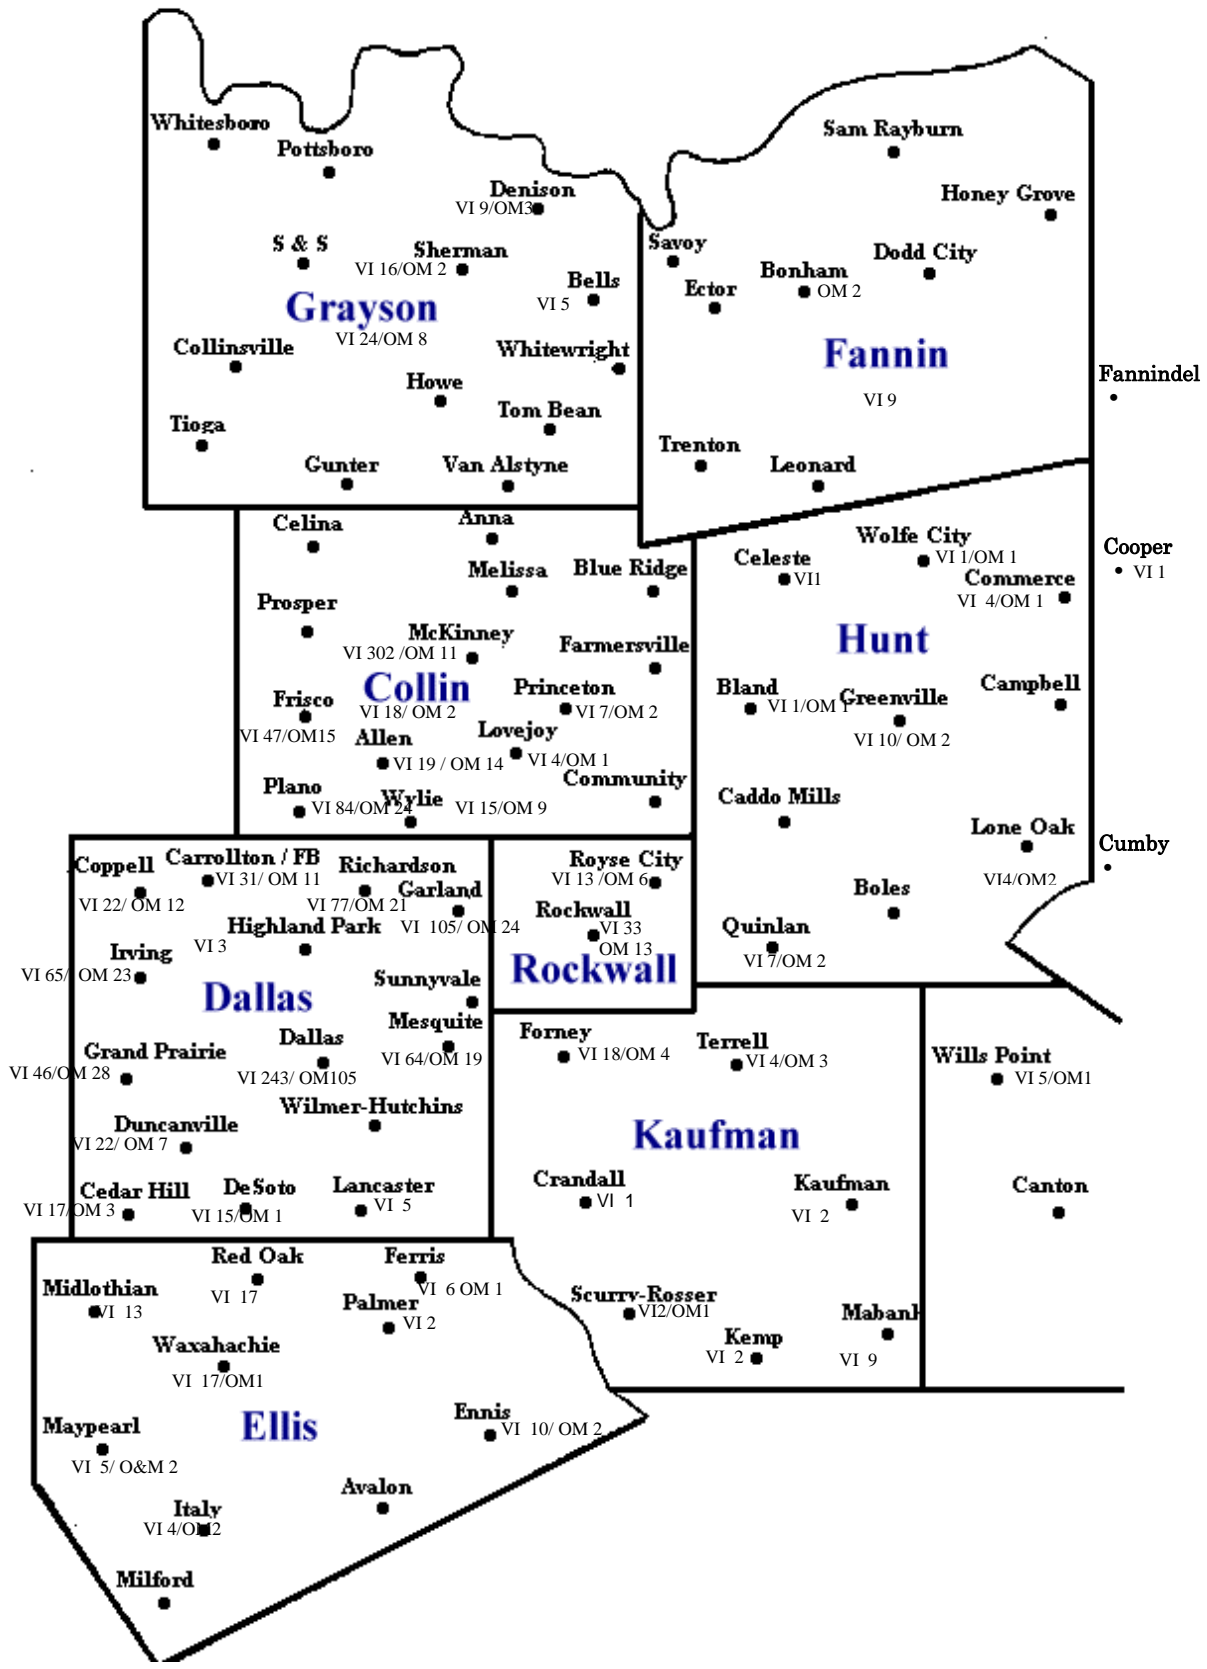 Whitesboro
Pottsboro
Denison
VI 9/OM3
S & S
Sherman
VI 16/OM 2
Bells
VI 5
Grayson
VI 24/OM 8
Collinsville
Whitewright
Howe
Tom Bean
Tioga
Gunter
Van Alstyne
Sam Rayburn
Honey Grove
Savoy
Dodd City
Bonham
OM 2
Ector
Fannin
VI 9
Fannindel
Trenton
Leonard
Celina
Anna
Melissa
Blue Ridge
Prosper
McKinney
VI 302 /OM 11
Farmersville
Collin
VI 18/ OM 2
Princeton
VI 7/OM 2
Frisco
VI 47/OM15
Allen
VI 19 / OM 14
Lovejoy
VI 4/OM 1
Community
Plano
VI 84/OM 24
Wylie
VI 15/OM 9
Wolfe City
VI 1/OM 1
Celeste
VI1
Commerce
VI 4/OM 1
Cooper
VI 1
Hunt
Bland
VI 1/OM 1
Greenville
VI 10/ OM 2
Campbell
Caddo Mills
Lone Oak
VI4/OM2
Cumby
Boles
Quinlan
VI 7/OM 2
Coppell
VI 22/ OM 12
Carrollton / FB
VI 31/ OM 11
Richardson
VI 77/OM 21
Garland
VI 105/ OM 24
Highland Park
VI 3
Irving
VI 65/ OM 23
Sunnyvale
Dallas
Mesquite
VI 64/OM 19
Dallas
VI 243/ OM105
Grand Prairie
VI 46/OM 28
Wilmer-Hutchins
Duncanville
VI 22/ OM 7
Cedar Hill
VI 17/OM 3
DeSoto
VI 15/OM 1
Lancaster
VI 5
Royse City
VI 13 /OM 6
Rockwall
VI 33
OM 13
Rockwall
Forney
VI 18/OM 4
Terrell
VI 4/OM 3
Wills Point
VI 5/OM1
Kaufman
Crandall
VI 1
Kaufman
VI 2
Canton
Scurry-Rosser
VI2/OM1
Mabank
VI 9
Kemp
VI 2
Red Oak
VI 17
Ferris
VI 6 OM 1
Midlothian
VI 13
Palmer
VI 2
Waxahachie
VI 17/OM1
Ellis
Maypearl
VI 5/ O&M 2
Ennis
VI 10/ OM 2
Avalon
Italy
VI 4/OM2
Milford